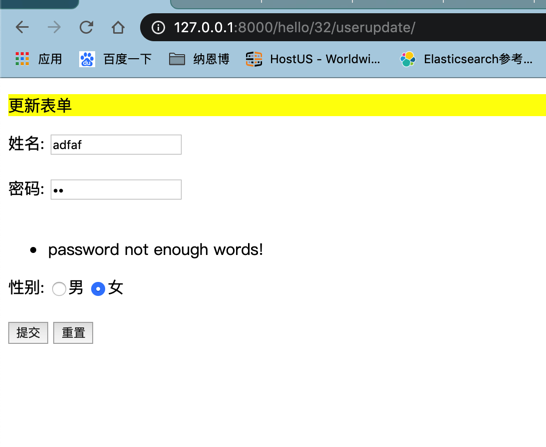 127.0.0.1:8000/hello/32/userupdate/
应用 百度一下 纳恩博 HostUS - Worldwi... Elasticsearch参考...
更新表单
姓名: adfaf
密码: ••
• password not enough words!
性别: 男 女
提交 重置